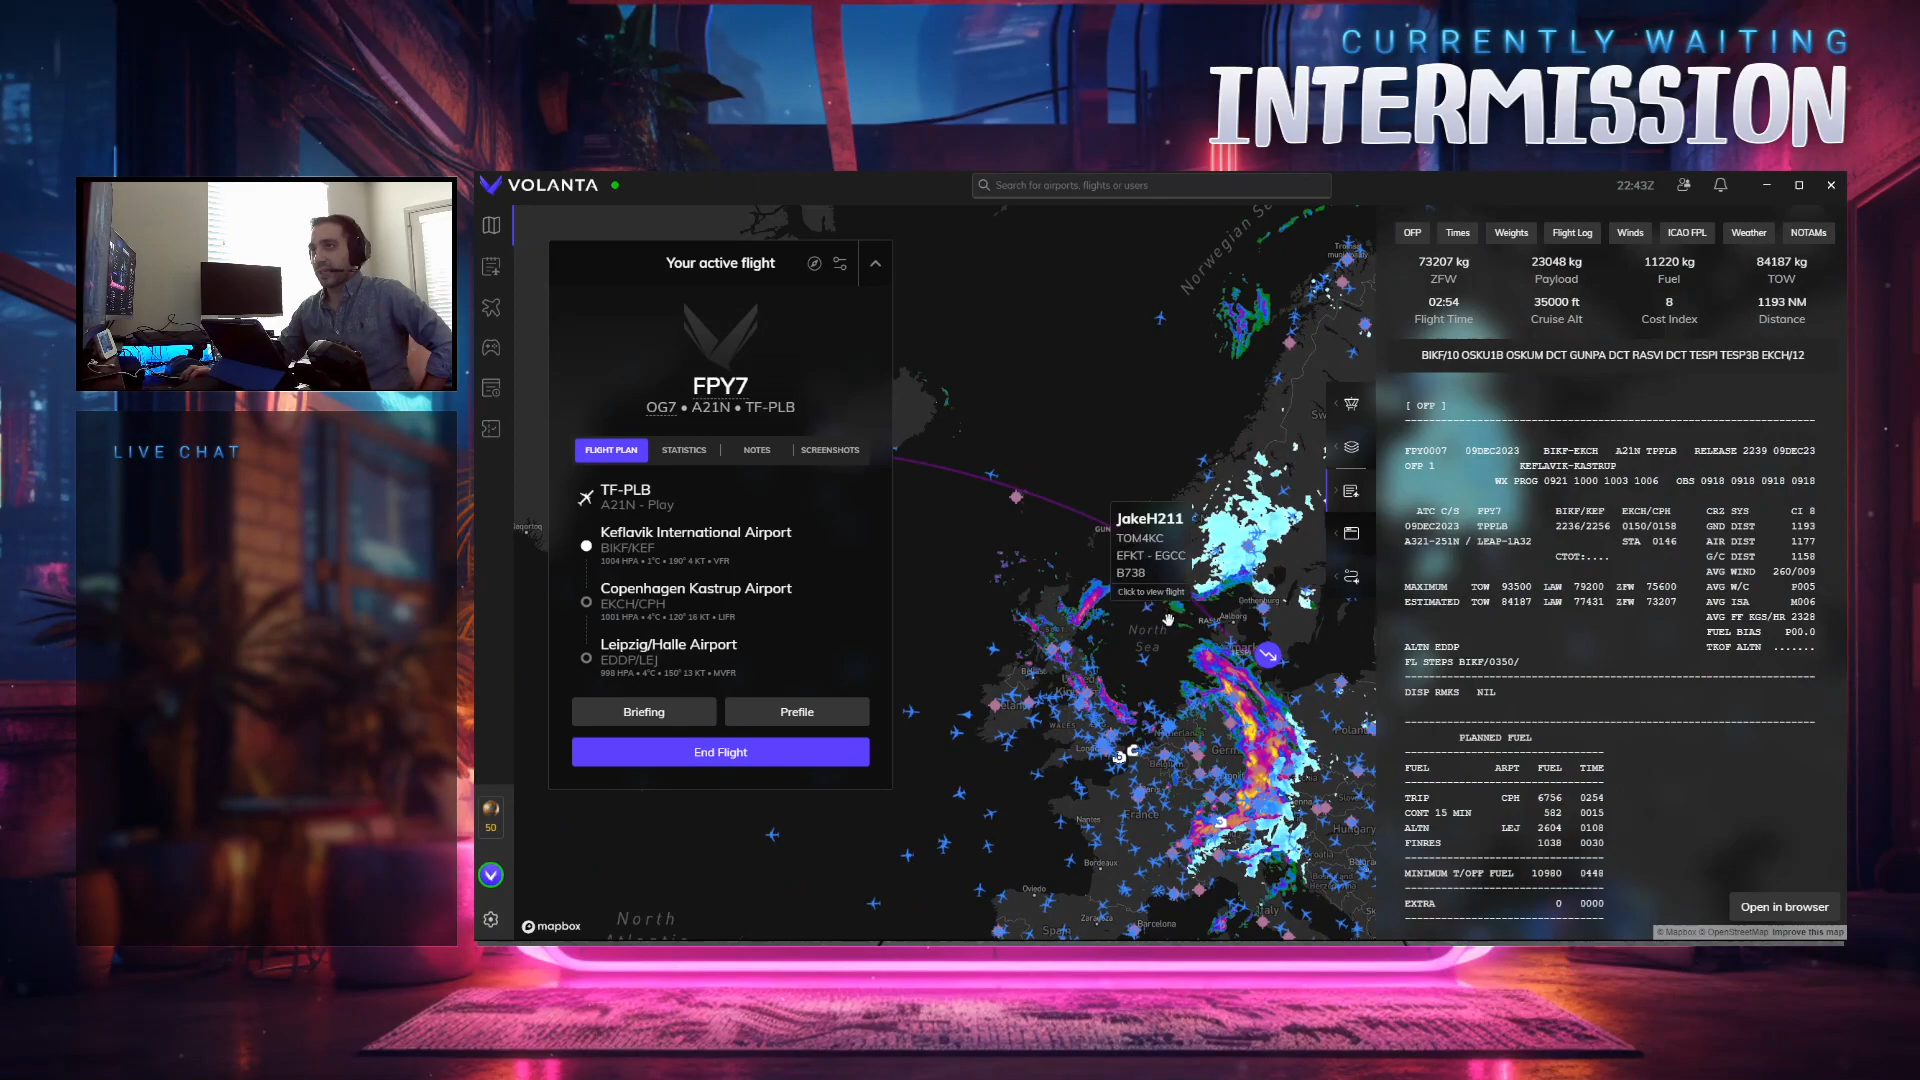 CURRENTLY WAITING
INTERMISSION
VOLANTA
Search for airports, flights or users
22:43Z
LIVE CHAT
Your active flight
FPY7
OG7 • A21N • TF-PLB
FLIGHT PLAN
STATISTICS
NOTES
SCREENSHOTS
TF-PLB
A21N - Play
Keflavik International Airport
BIKF/KEF
1004 HPA • 1°C • 190° 4 KT • VFR
Copenhagen Kastrup Airport
EKCH/CPH
1001 HPA • 4°C • 120° 16 KT • LIFR
Leipzig/Halle Airport
EDDP/LEJ
998 HPA • 4°C • 150° 13 KT • MVFR
Briefing
Prefile
End Flight
50
mapbox
Norwegian
JakeH211
TOM4KC
EFKT - EGCC
B738
Click to view flight
Gothenburg
Aalborg
North
Sea
WALES
Nantes
France
Bordeaux
Oviedo
Zaragoza
Barcelona
Italy
Hungary
North
OFP
Times
Weights
Flight Log
Winds
ICAO FPL
Weather
NOTAMs
73207 kg 23048 kg 11220 kg 84187 kg
ZFW Payload Fuel TOW
02:54 35000 ft 8 1193 NM
Flight Time Cruise Alt Cost Index Distance
BIKF/10 OSKU1B OSKUM DCT GUNPA DCT RASVI DCT TESPI TESP3B EKCH/12
[ OFP ]
FPY0007 09DEC2023 BIKF-EKCH A21N TPPLB RELEASE 2239 09DEC23
OFP 1 KEFLAVIK-KASTRUP
WX PROG 0921 1000 1003 1006 OBS 0918 0918 0918 0918
ATC C/S FPY7 BIKF/KEF EKCH/CPH CRZ SYS CI 8
09DEC2023 TPPLB 2236/2256 0150/0158 GND DIST 1193
A321-251N / LEAP-1A32 STA 0146 AIR DIST 1177
CTOT:.... G/C DIST 1158
AVG WIND 260/009
MAXIMUM TOW 93500 LAW 79200 ZFW 75600 AVG W/C P005
ESTIMATED TOW 84187 LAW 77431 ZFW 73207 AVG ISA M006
AVG FF KGS/HR 2328
FUEL BIAS P00.0
ALTN EDDP TKOF ALTN .......
FL STEPS BIKF/0350/
DISP RMKS NIL
PLANNED FUEL
FUEL ARPT FUEL TIME
TRIP CPH 6756 0254
CONT 15 MIN 582 0015
ALTN LEJ 2604 0108
FINRES 1038 0030
MINIMUM T/OFF FUEL 10980 0448
EXTRA 0 0000
Open in browser
© Mapbox © OpenStreetMap Improve this map